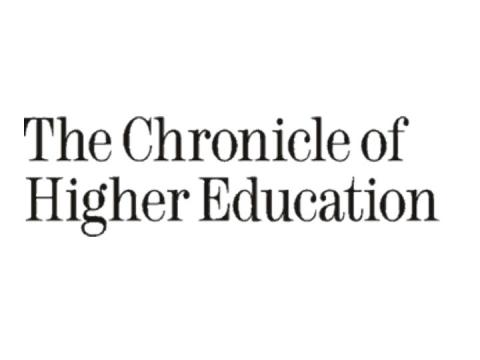 The Chronicle of
Higher Education